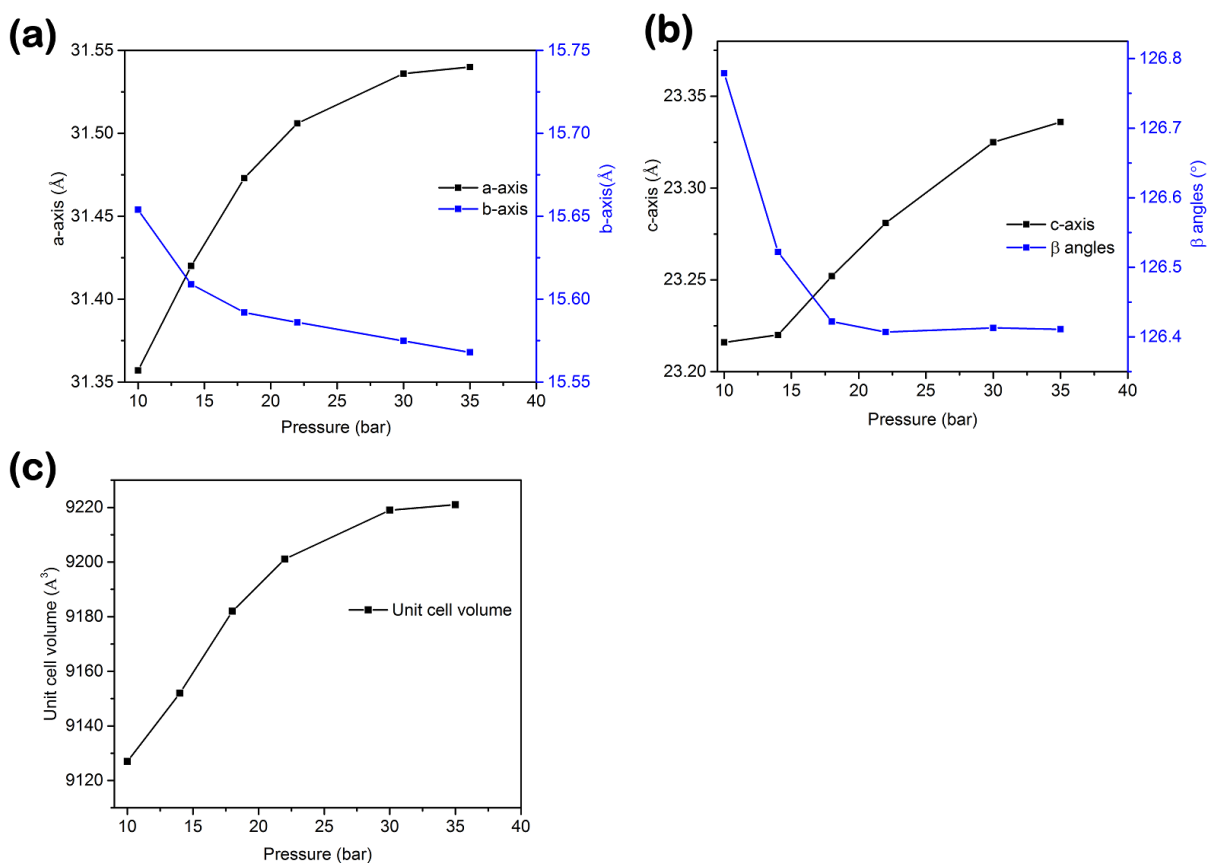 (a)
31.55
31.50
31.45
31.40
31.35
a-axis (Å)
15.75
15.70
15.65
15.60
15.55
b-axis(Å)
a-axis
b-axis
10 15 20 25 30 35 40
Pressure (bar)
(b)
23.35
23.30
23.25
23.20
c-axis (Å)
126.8
126.7
126.6
126.5
126.4
β angles (°)
c-axis
β angles
10 15 20 25 30 35 40
Pressure (bar)
(c)
9220
9200
9180
9160
9140
9120
Unit cell volume (Å³)
Unit cell volume
10 15 20 25 30 35 40
Pressure (bar)